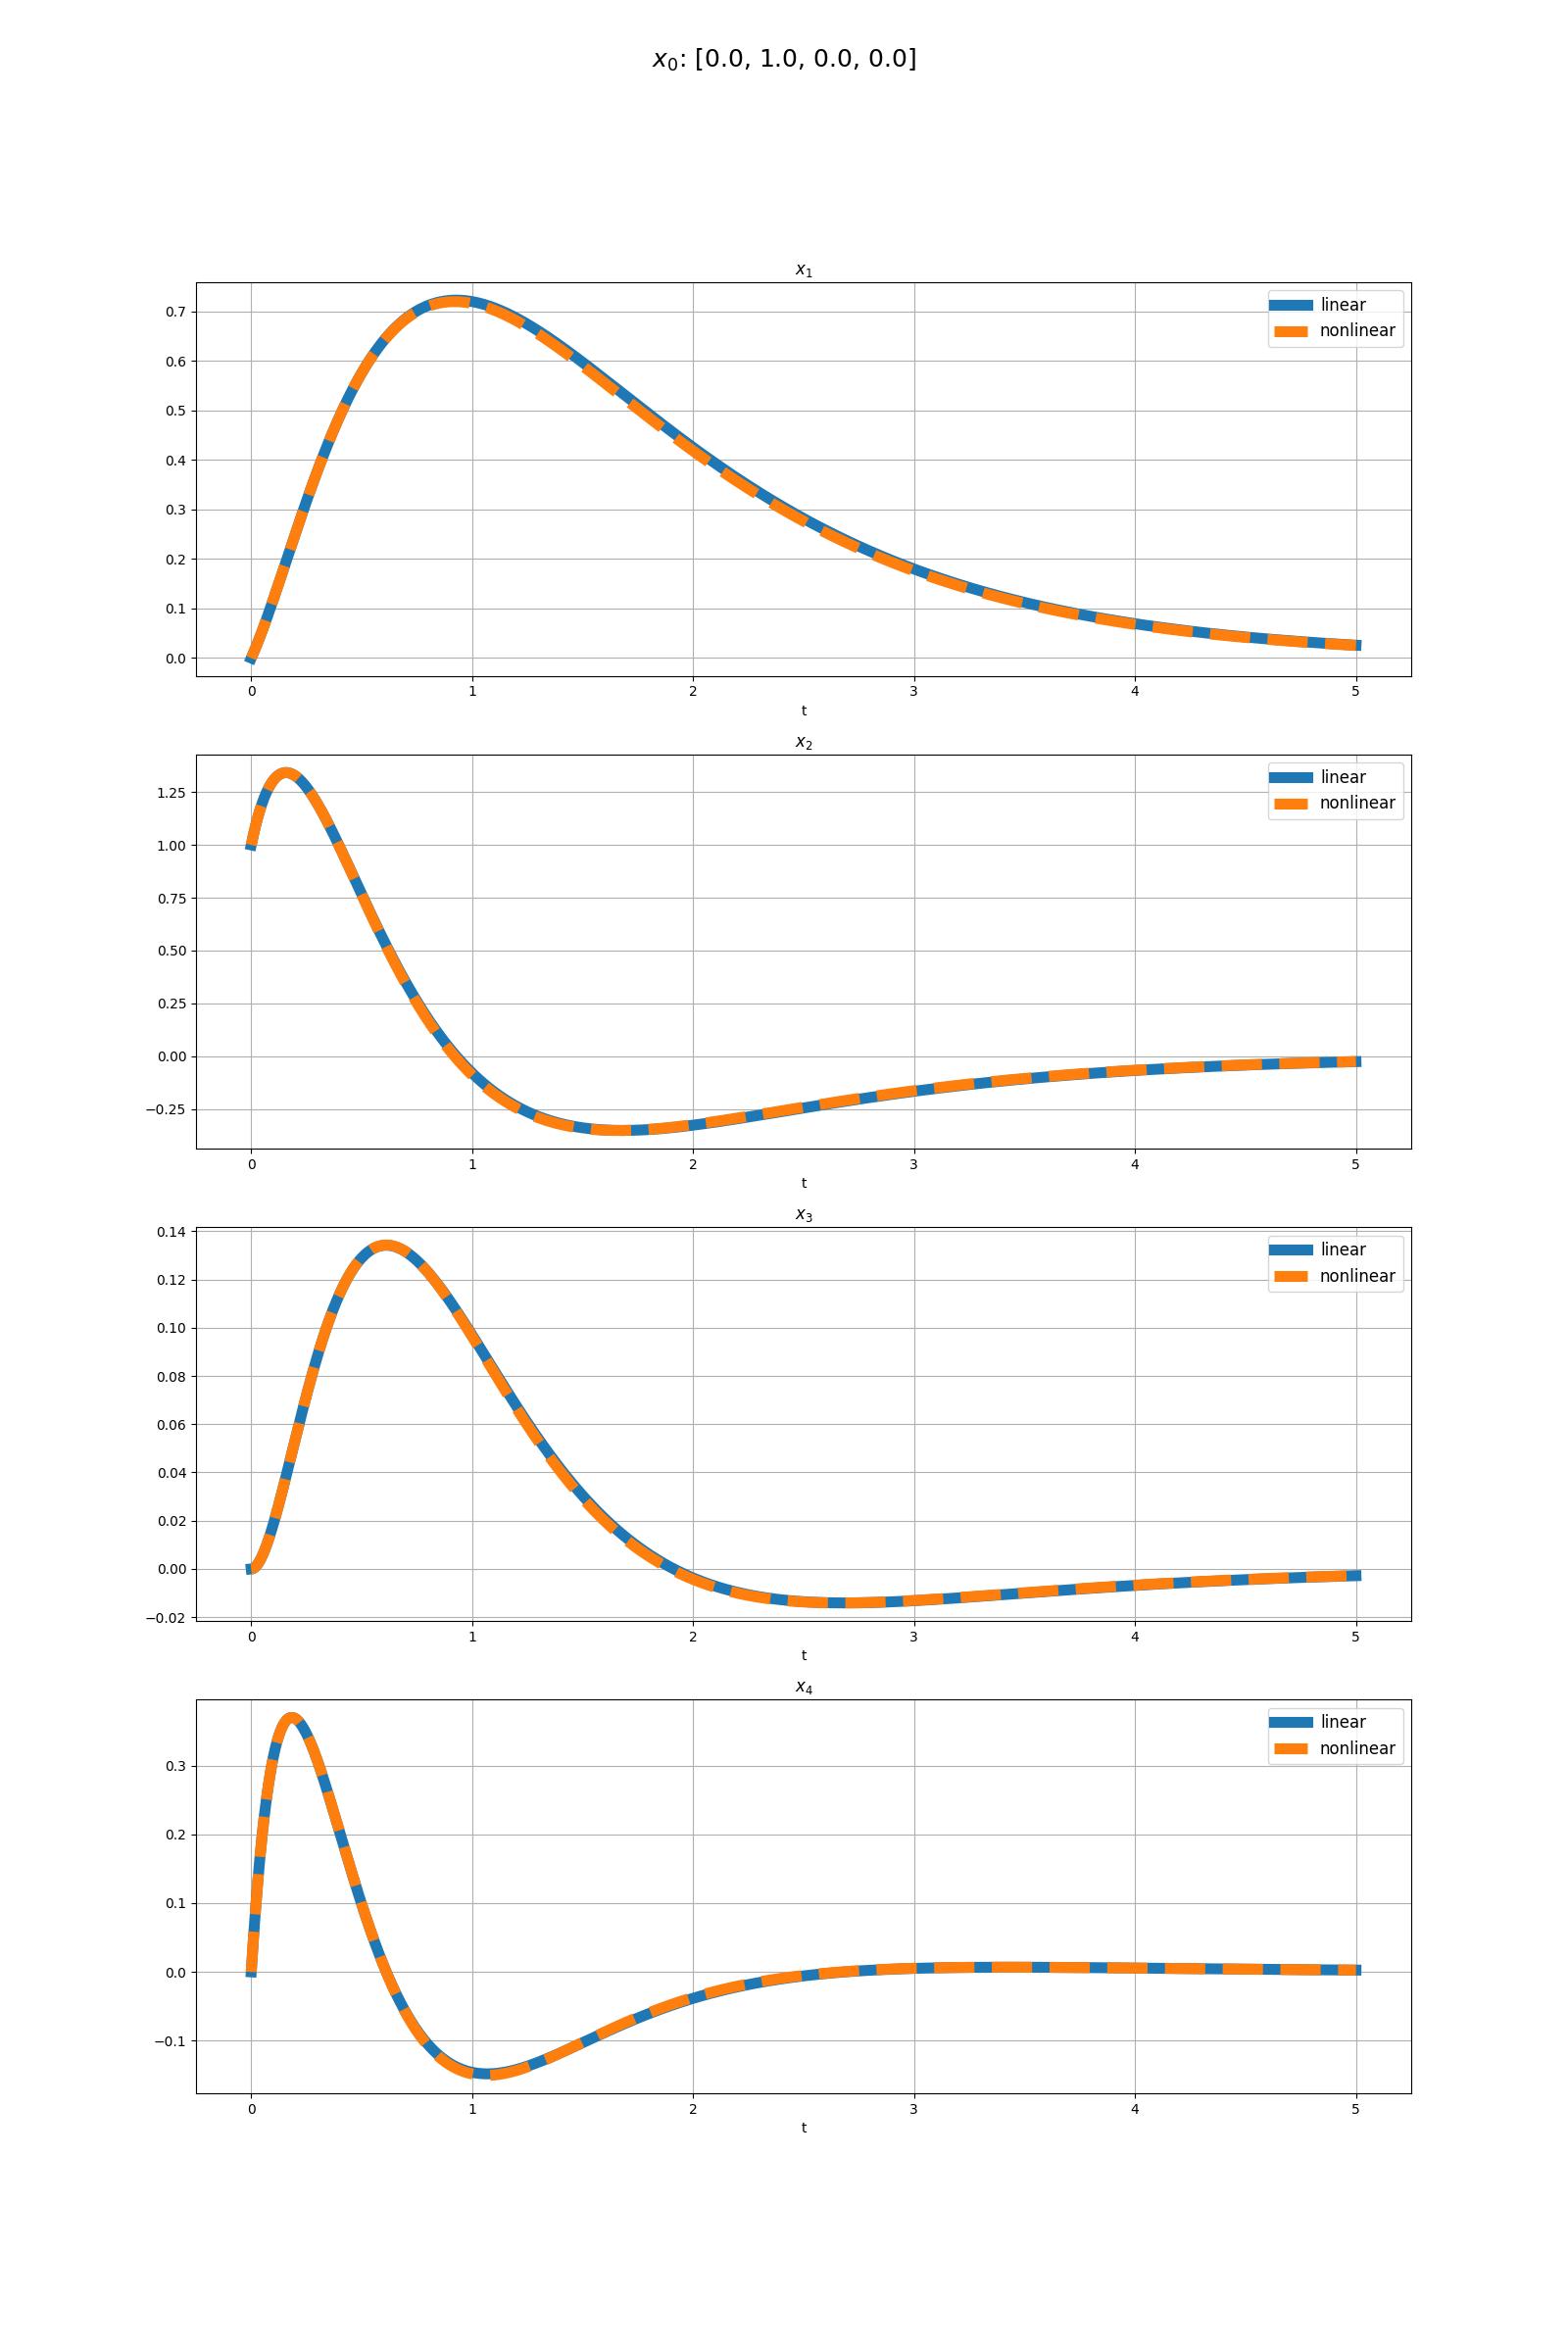 x₀: [0.0, 1.0, 0.0, 0.0]
x₁
linear
nonlinear
0.7
0.6
0.5
0.4
0.3
0.2
0.1
0.0
0 1 2 3 4 5
t
x₂
linear
nonlinear
1.25
1.00
0.75
0.50
0.25
0.00
−0.25
0 1 2 3 4 5
t
x₃
linear
nonlinear
0.14
0.12
0.10
0.08
0.06
0.04
0.02
0.00
−0.02
0 1 2 3 4 5
t
x₄
linear
nonlinear
0.3
0.2
0.1
0.0
−0.1
0 1 2 3 4 5
t